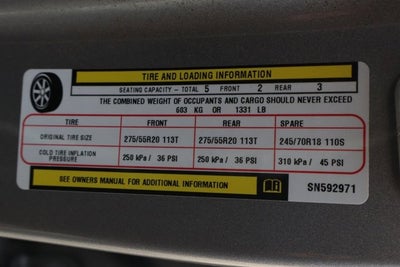 TIRE AND LOADING INFORMATION
SEATING CAPACITY - TOTAL 5 FRONT 2 REAR 3
THE COMBINED WEIGHT OF OCCUPANTS AND CARGO SHOULD NEVER EXCEED
603 KG OR 1331 LB
TIRE FRONT REAR SPARE
ORIGINAL TIRE SIZE 275/55R20 113T 275/55R20 113T 245/70R18 110S
COLD TIRE INFLATION PRESSURE 250 kPa / 36 PSI 250 kPa / 36 PSI 310 kPa / 45 PSI
SEE OWNERS MANUAL FOR ADDITIONAL INFORMATION SN592971